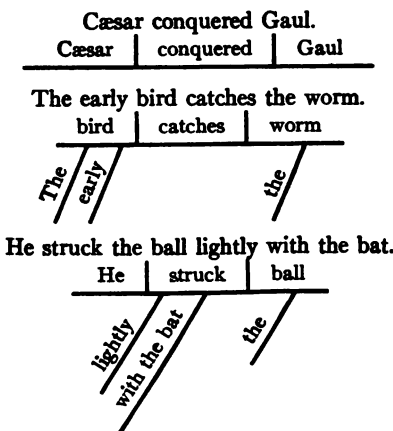 Cæsar conquered Gaul.
Cæsar conquered Gaul
The early bird catches the worm.
bird catches worm
The early the
He struck the ball lightly with the bat.
He struck ball
lightly with the bat the